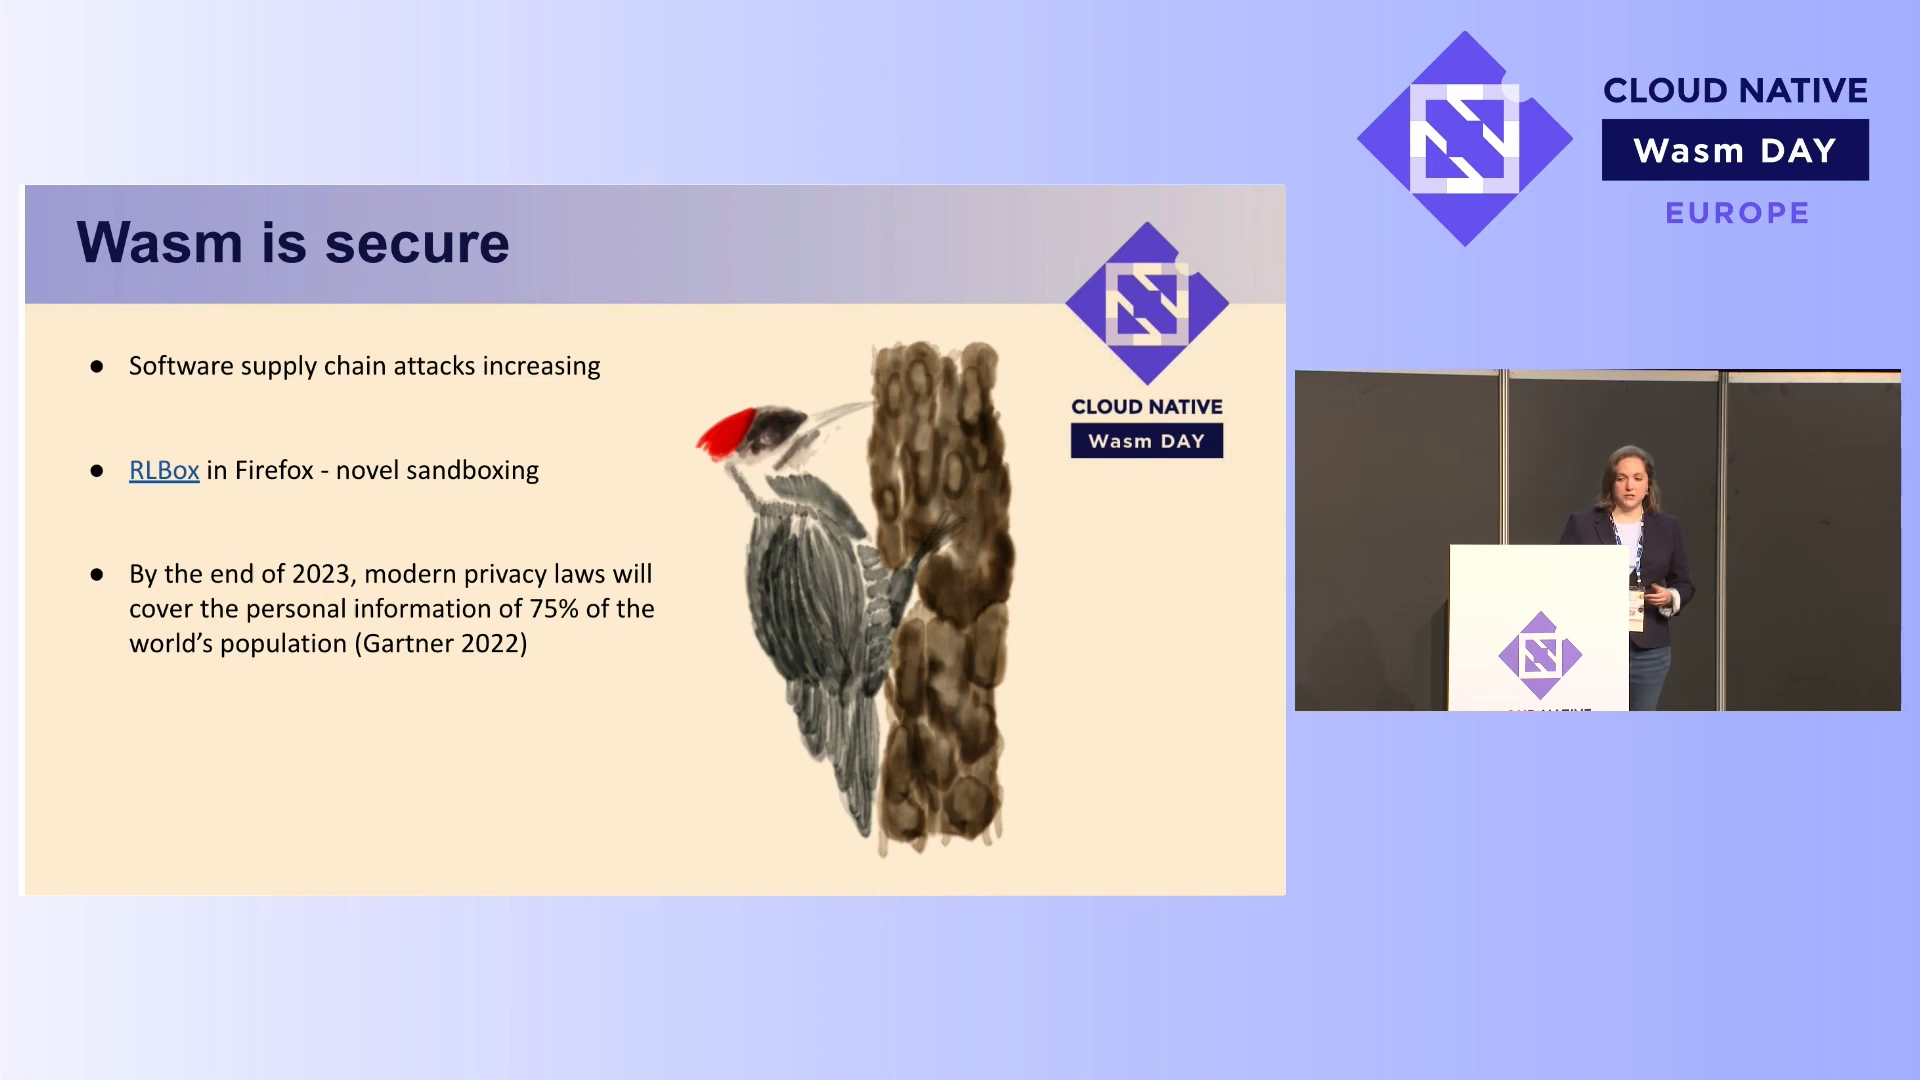 CLOUD NATIVE
Wasm DAY
EUROPE
Wasm is secure
CLOUD NATIVE
Wasm DAY
● Software supply chain attacks increasing
● RLBox in Firefox - novel sandboxing
● By the end of 2023, modern privacy laws will
cover the personal information of 75% of the
world’s population (Gartner 2022)